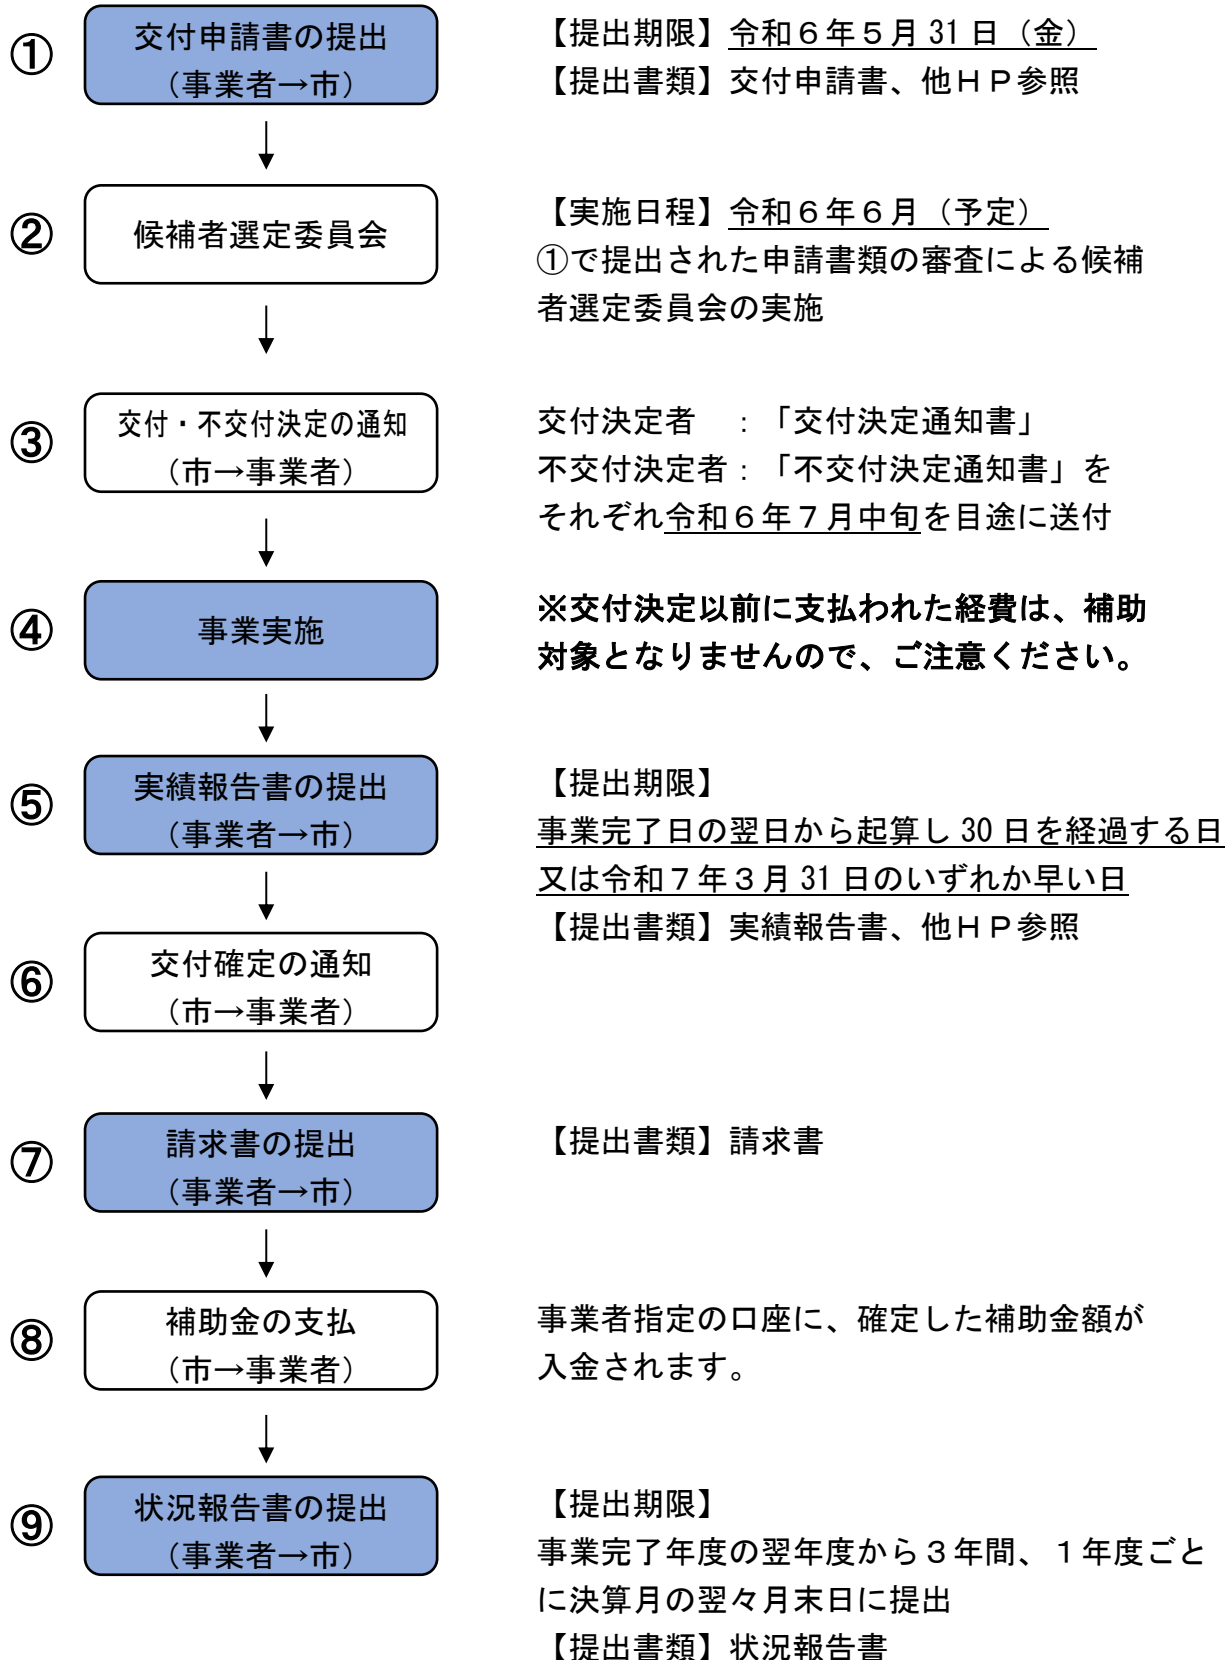 ①
交付申請書の提出
（事業者→市）
【提出期限】令和６年５月31日（金）
【提出書類】交付申請書、他ＨＰ参照
②
候補者選定委員会
【実施日程】令和６年６月（予定）
①で提出された申請書類の審査による候補
者選定委員会の実施
③
交付・不交付決定の通知
（市→事業者）
交付決定者　：「交付決定通知書」
不交付決定者：「不交付決定通知書」を
それぞれ令和６年７月中旬を目途に送付
④
事業実施
※交付決定以前に支払われた経費は、補助
対象となりませんので、ご注意ください。
⑤
実績報告書の提出
（事業者→市）
【提出期限】
事業完了日の翌日から起算し30日を経過する日
又は令和７年３月31日のいずれか早い日
【提出書類】実績報告書、他ＨＰ参照
⑥
交付確定の通知
（市→事業者）
⑦
請求書の提出
（事業者→市）
【提出書類】請求書
⑧
補助金の支払
（市→事業者）
事業者指定の口座に、確定した補助金額が
入金されます。
⑨
状況報告書の提出
（事業者→市）
【提出期限】
事業完了年度の翌年度から３年間、１年度ごと
に決算月の翌々月末日に提出
【提出書類】状況報告書